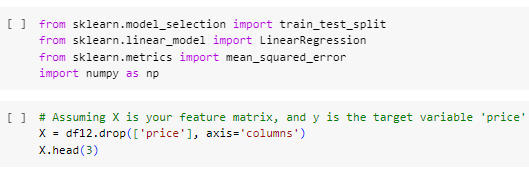 [ ] from sklearn.model_selection import train_test_split
from sklearn.linear_model import LinearRegression
from sklearn.metrics import mean_squared_error
import numpy as np
[ ] # Assuming X is your feature matrix, and y is the target variable 'price'
X = df12.drop(['price'], axis='columns')
X.head(3)